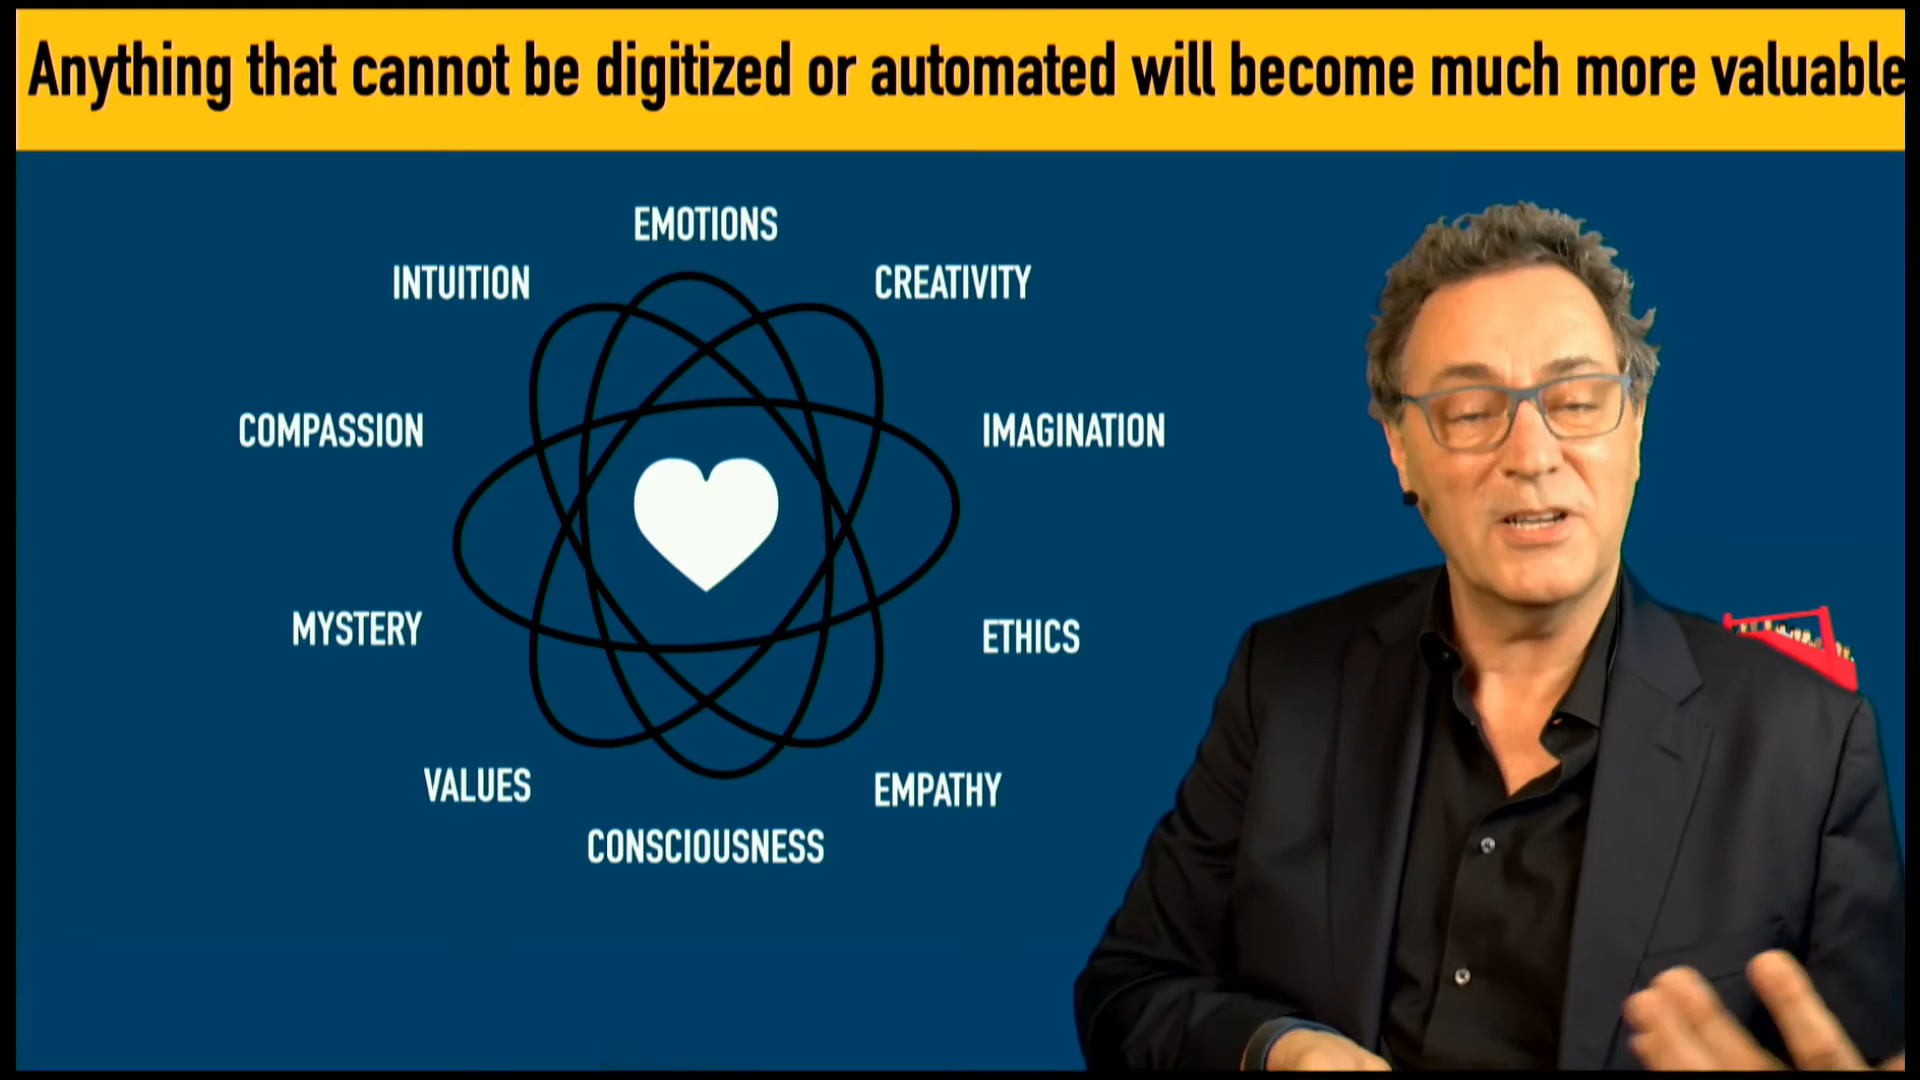 Anything that cannot be digitized or automated will become much more valuable
EMOTIONS
INTUITION
CREATIVITY
COMPASSION
IMAGINATION
MYSTERY
ETHICS
VALUES
EMPATHY
CONSCIOUSNESS